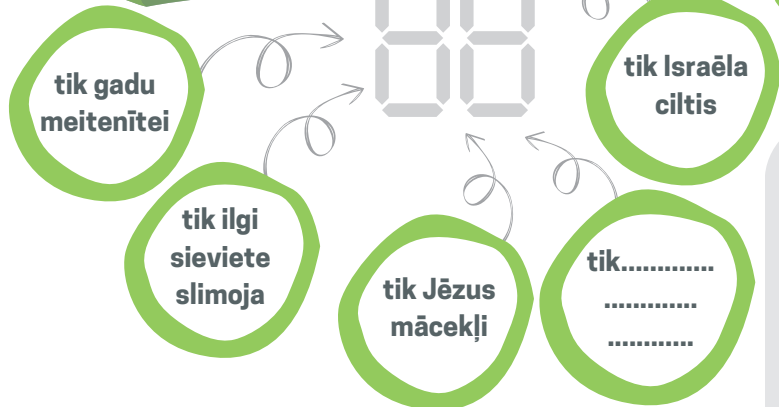 tik gadu
meitenītei
tik Israēla
ciltis
tik ilgi
sieviete
slimoja
tik Jēzus
mācekļi
tik.............
.............
............